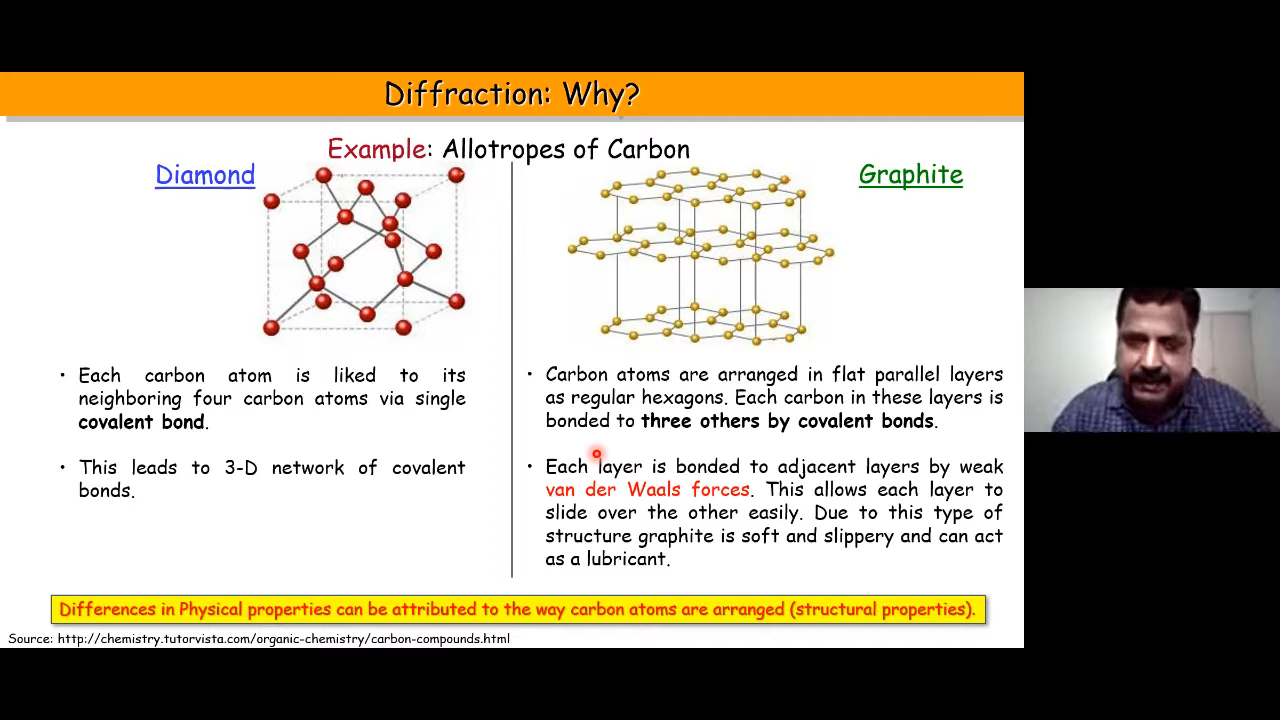 Diffraction: Why?
Example: Allotropes of Carbon
Diamond
Graphite
• Each carbon atom is liked to its
neighboring four carbon atoms via single
covalent bond.
• This leads to 3-D network of covalent
bonds.
• Carbon atoms are arranged in flat parallel layers
as regular hexagons. Each carbon in these layers is
bonded to three others by covalent bonds.
• Each layer is bonded to adjacent layers by weak
van der Waals forces. This allows each layer to
slide over the other easily. Due to this type of
structure graphite is soft and slippery and can act
as a lubricant.
Differences in Physical properties can be attributed to the way carbon atoms are arranged (structural properties).
Source: http://chemistry.tutorvista.com/organic-chemistry/carbon-compounds.html